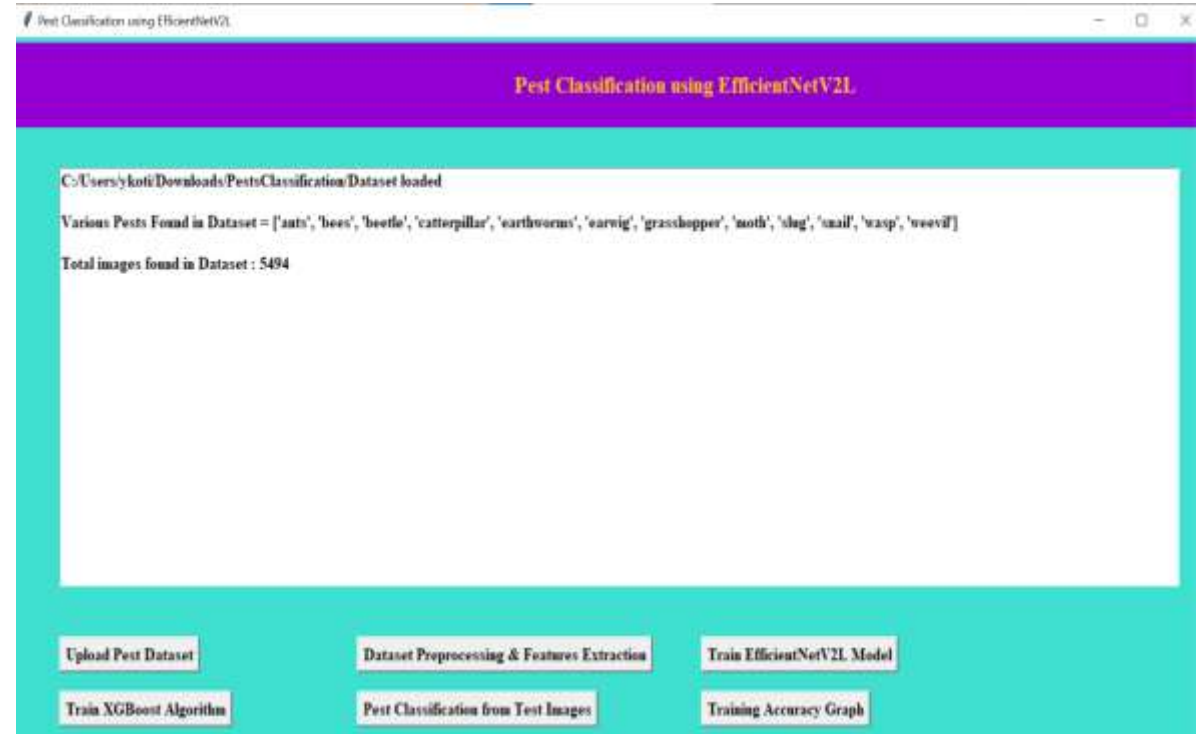 Pest Classification using EfficientNetV2L
Pest Classification using EfficientNetV2L
C:/Users/ykoti/Downloads/PestsClassification/Dataset loaded
Various Pests Found in Dataset = ['ants', 'bees', 'beetle', 'catterpillar', 'earthworms', 'earwig', 'grasshopper', 'moth', 'slug', 'snail', 'wasp', 'weevil']
Total images found in Dataset : 5494
Upload Pest Dataset
Dataset Preprocessing & Features Extraction
Train EfficientNetV2L Model
Train XGBoost Algorithm
Pest Classification from Test Images
Training Accuracy Graph